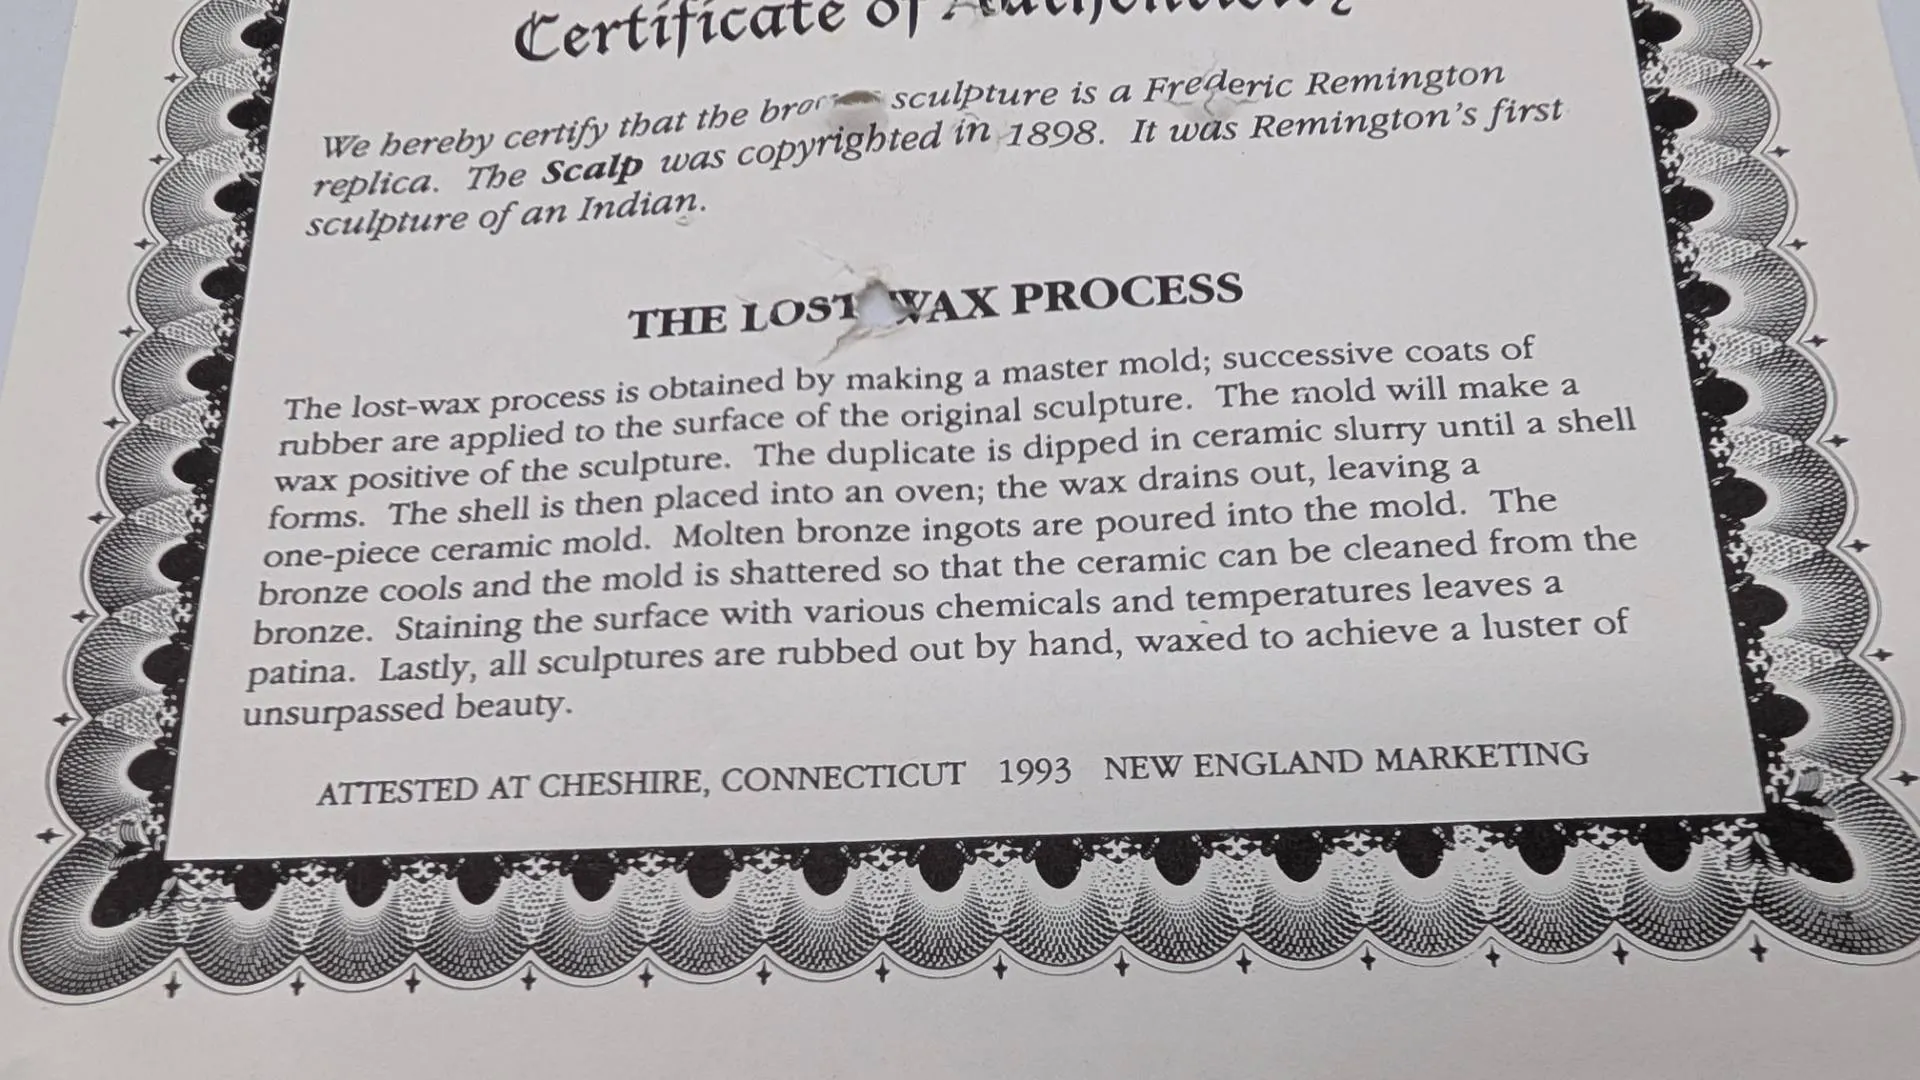 Certificate of Authenticity
We hereby certify that the bronze sculpture is a Frederic Remington
replica. The Scalp was copyrighted in 1898. It was Remington's first
sculpture of an Indian.
THE LOST WAX PROCESS
The lost-wax process is obtained by making a master mold; successive coats of
rubber are applied to the surface of the original sculpture. The mold will make a
wax positive of the sculpture. The duplicate is dipped in ceramic slurry until a shell
forms. The shell is then placed into an oven; the wax drains out, leaving a
one-piece ceramic mold. Molten bronze ingots are poured into the mold. The
bronze cools and the mold is shattered so that the ceramic can be cleaned from the
bronze. Staining the surface with various chemicals and temperatures leaves a
patina. Lastly, all sculptures are rubbed out by hand, waxed to achieve a luster of
unsurpassed beauty.
ATTESTED AT CHESHIRE, CONNECTICUT 1993 NEW ENGLAND MARKETING